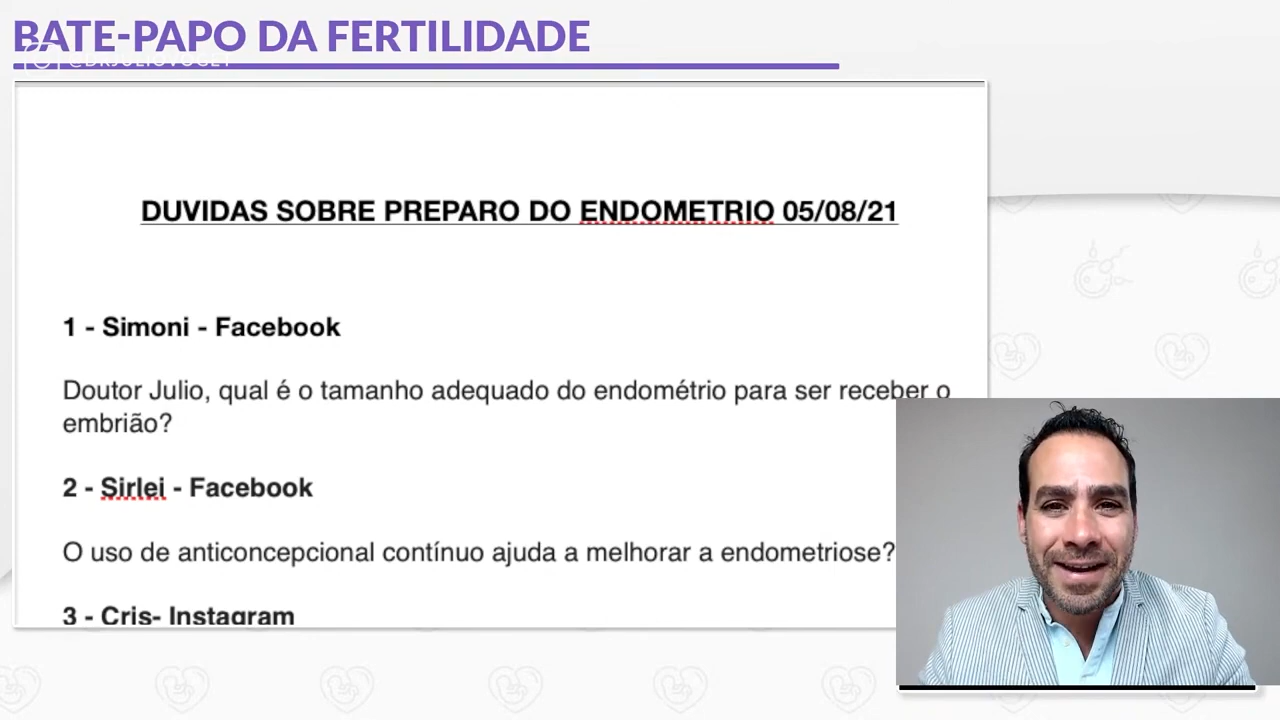 BATE-PAPO DA FERTILIDADE
@DRJULIOVOGET
DUVIDAS SOBRE PREPARO DO ENDOMETRIO 05/08/21
1 - Simoni - Facebook
Doutor Julio, qual é o tamanho adequado do endométrio para ser receber o
embrião?
2 - Sirlei - Facebook
O uso de anticoncepcional contínuo ajuda a melhorar a endometriose?
3 - Cris- Instagram